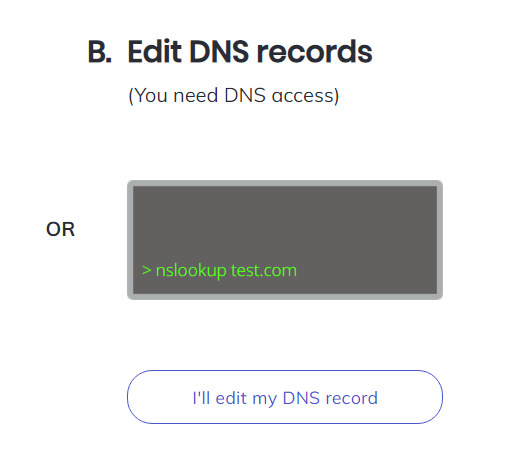 B. Edit DNS records
(You need DNS access)
OR
> nslookup test.com
I'll edit my DNS record